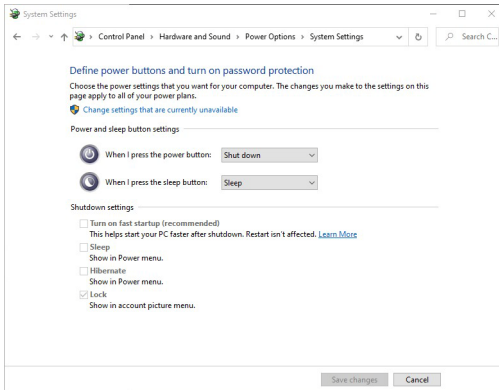 System Settings
Control Panel > Hardware and Sound > Power Options > System Settings
Search C...
Define power buttons and turn on password protection
Choose the power settings that you want for your computer. The changes you make to the settings on this
page apply to all of your power plans.
Change settings that are currently unavailable
Power and sleep button settings
When I press the power button: Shut down
When I press the sleep button: Sleep
Shutdown settings
Turn on fast startup (recommended)
This helps start your PC faster after shutdown. Restart isn't affected. Learn More
Sleep
Show in Power menu.
Hibernate
Show in Power menu.
Lock
Show in account picture menu.
Save changes Cancel